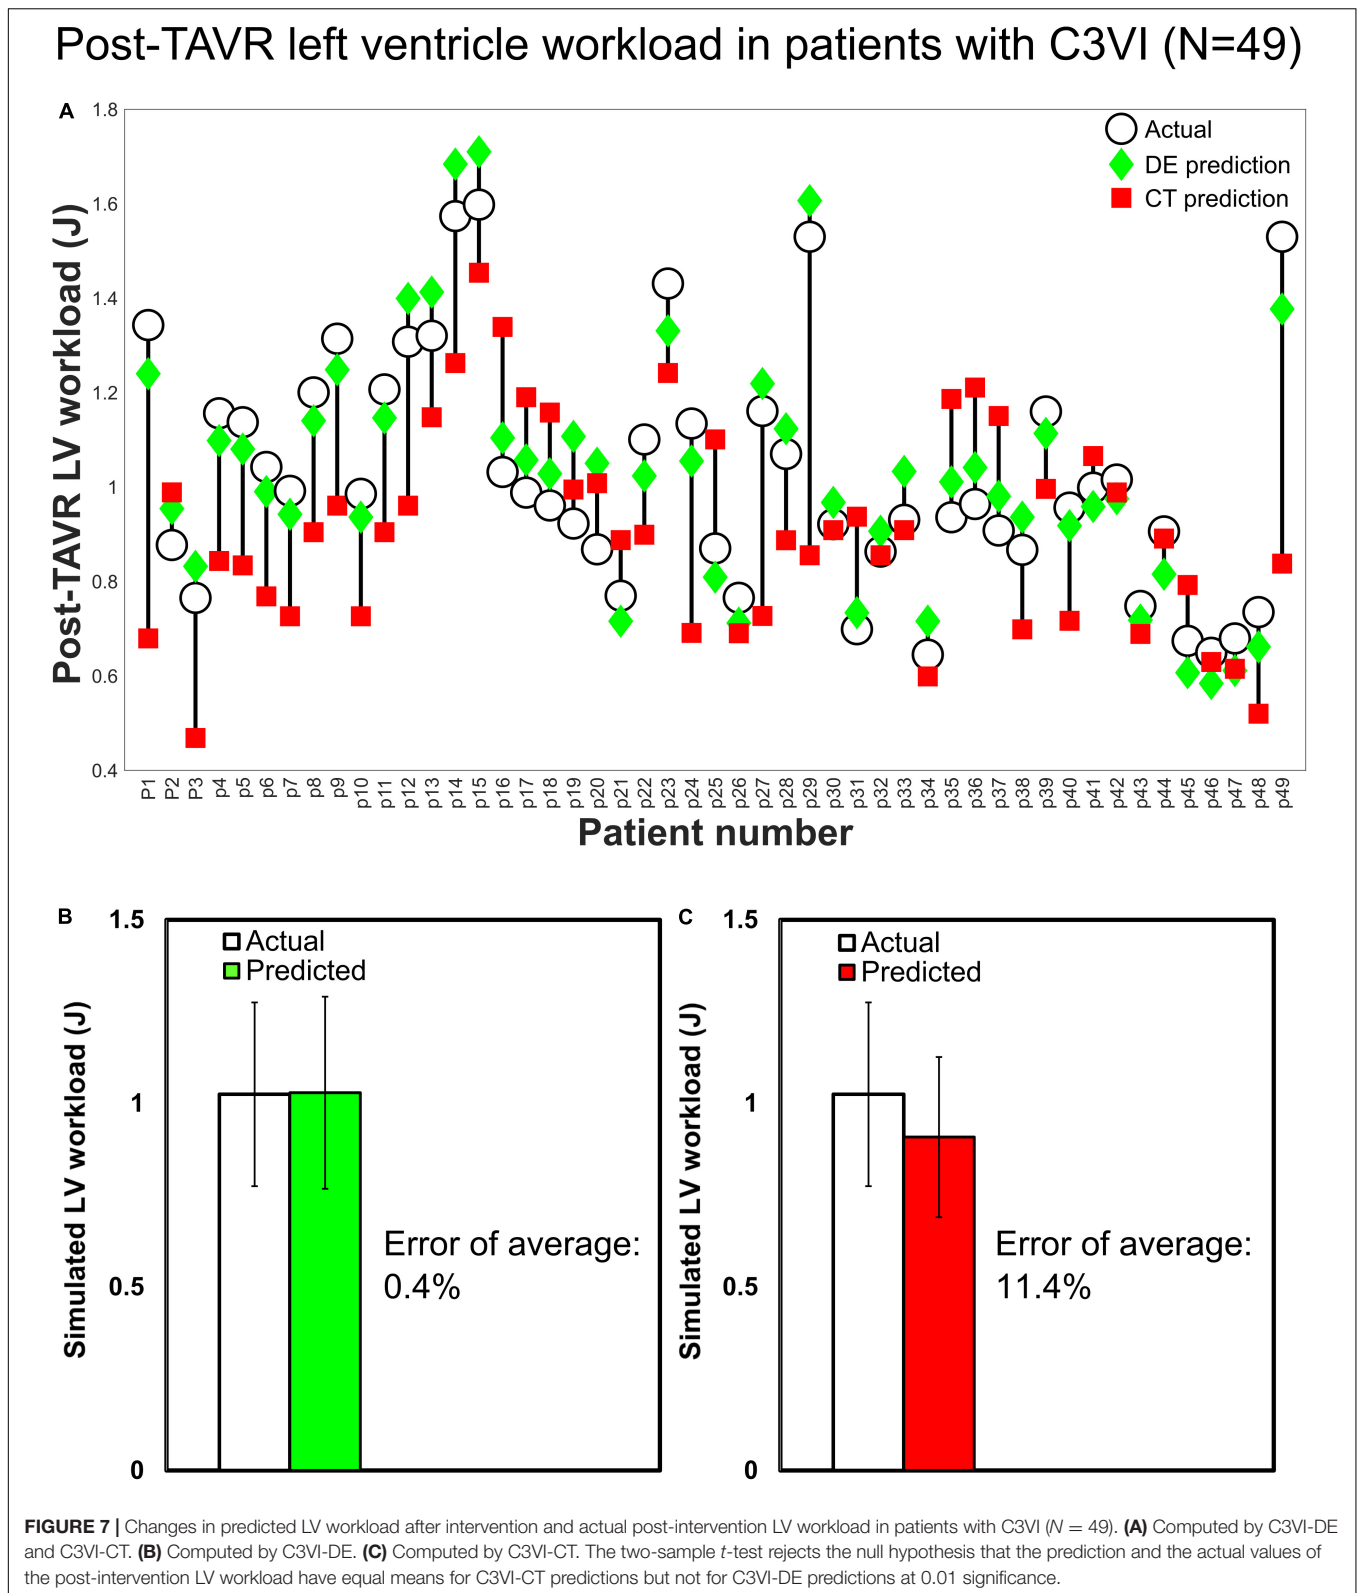 Post-TAVR left ventricle workload in patients with C3VI (N=49)
A
1.8
1.6
1.4
1.2
1
0.8
0.6
0.4
Post-TAVR LV workload (J)
Actual
DE prediction
CT prediction
P1 P2 P3 p4 p5 p6 p7 p8 p9 p10 p11 p12 p13 p14 p15 p16 p17 p18 p19 p20 p21 p22 p23 p24 p25 p26 p27 p28 p29 p30 p31 p32 p33 p34 p35 p36 p37 p38 p39 p40 p41 p42 p43 p44 p45 p46 p47 p48 p49
Patient number
B
1.5
1
0.5
0
Simulated LV workload (J)
Actual
Predicted
Error of average:
0.4%
C
1.5
1
0.5
0
Simulated LV workload (J)
Actual
Predicted
Error of average:
11.4%
FIGURE 7 | Changes in predicted LV workload after intervention and actual post-intervention LV workload in patients with C3VI (N = 49). (A) Computed by C3VI-DE
and C3VI-CT. (B) Computed by C3VI-DE. (C) Computed by C3VI-CT. The two-sample t-test rejects the null hypothesis that the prediction and the actual values of
the post-intervention LV workload have equal means for C3VI-CT predictions but not for C3VI-DE predictions at 0.01 significance.